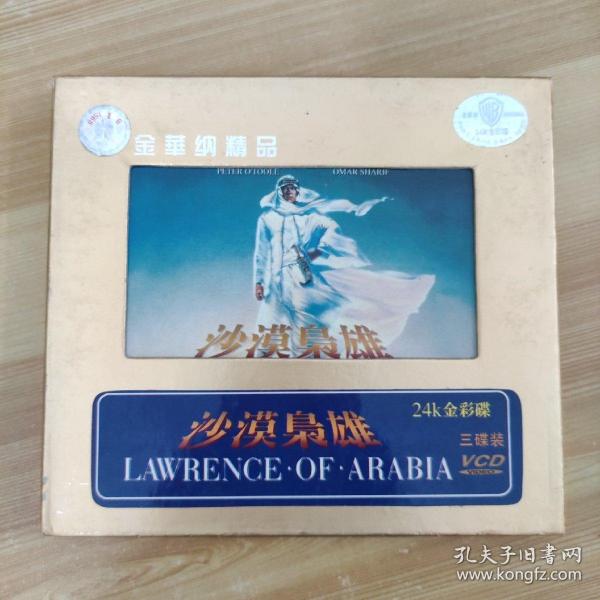 金華纳精品
PETER O'TOOLE OMAR SHARIF
沙漠梟雄
沙漠梟雄
24k金彩碟
三碟装
LAWRENCE·OF·ARABIA
VCD
VIDEO
孔夫子旧书网
www.kongfz.com